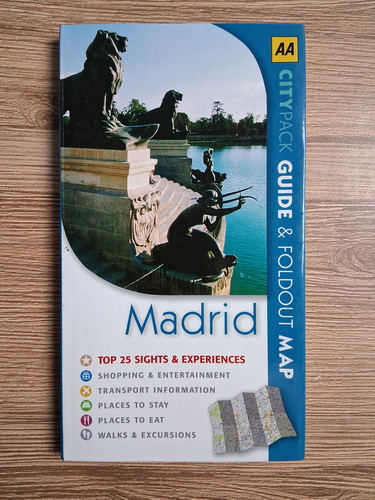 AA
CITYPACK GUIDE & FOLDOUT MAP
Madrid
TOP 25 SIGHTS & EXPERIENCES
SHOPPING & ENTERTAINMENT
TRANSPORT INFORMATION
PLACES TO STAY
PLACES TO EAT
WALKS & EXCURSIONS